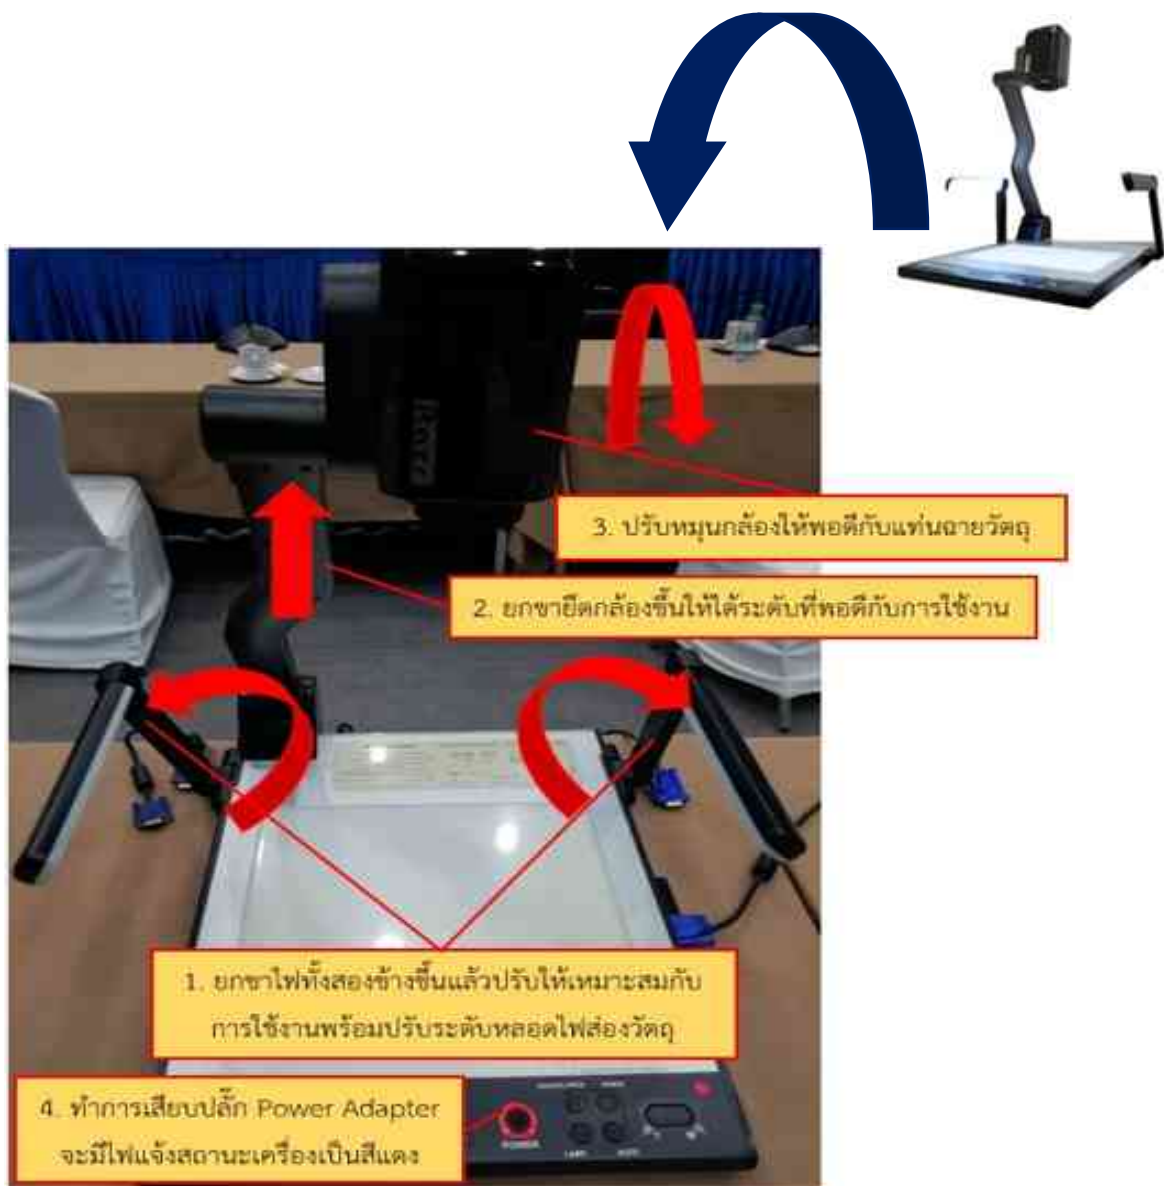 3. ปรับหมุนกล้องให้พอดีกับแท่นฉายวัตถุ
2. ยกขายึดกล้องขึ้นให้ได้ระดับที่พอดีกับการใช้งาน
1. ยกขาไฟทั้งสองข้างขึ้นแล้วปรับให้เหมาะสมกับ
การใช้งานพร้อมปรับระดับหลอดไฟส่องวัตถุ
4. ทำการเสียบปลั๊ก Power Adapter
จะมีไฟแจ้งสถานะเครื่องเป็นสีแดง
POWER
LAMP